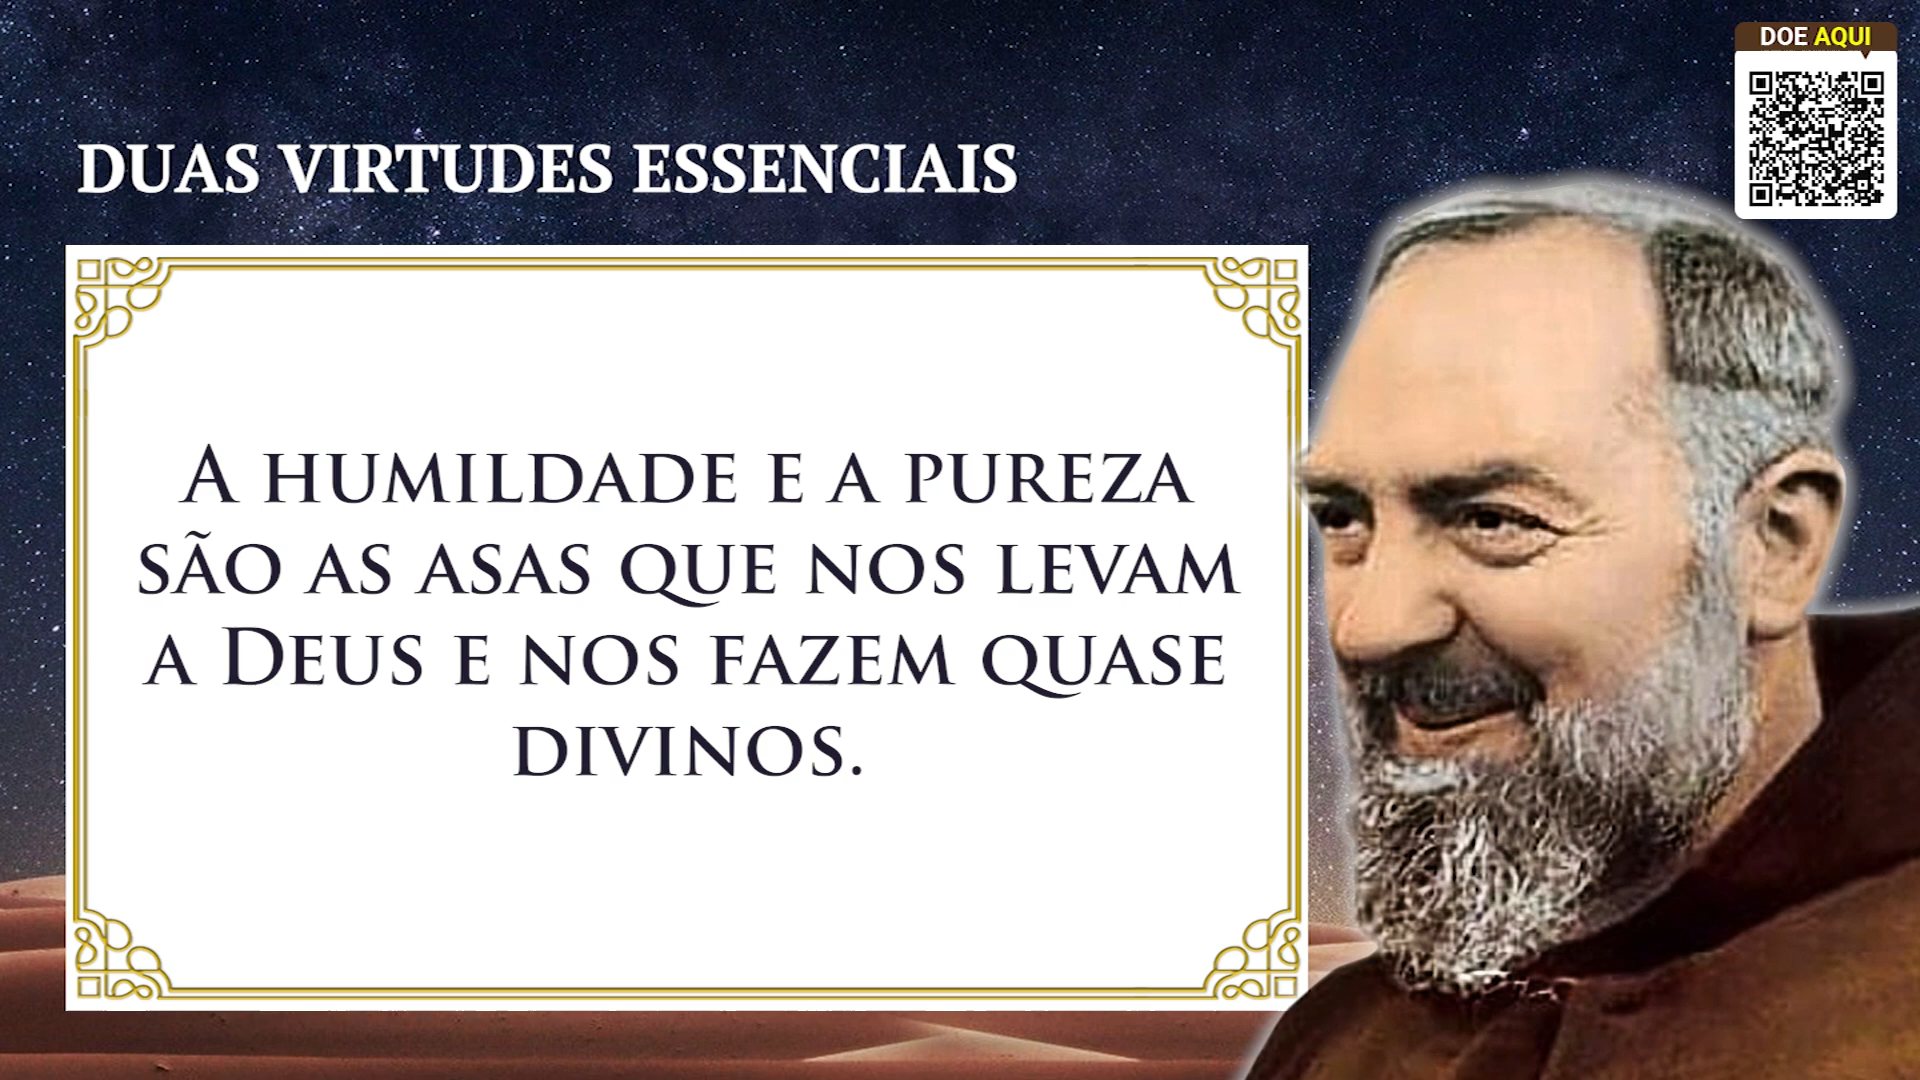 DOE AQUI
DUAS VIRTUDES ESSENCIAIS
A HUMILDADE E A PUREZA
SÃO AS ASAS QUE NOS LEVAM
A DEUS E NOS FAZEM QUASE
DIVINOS.